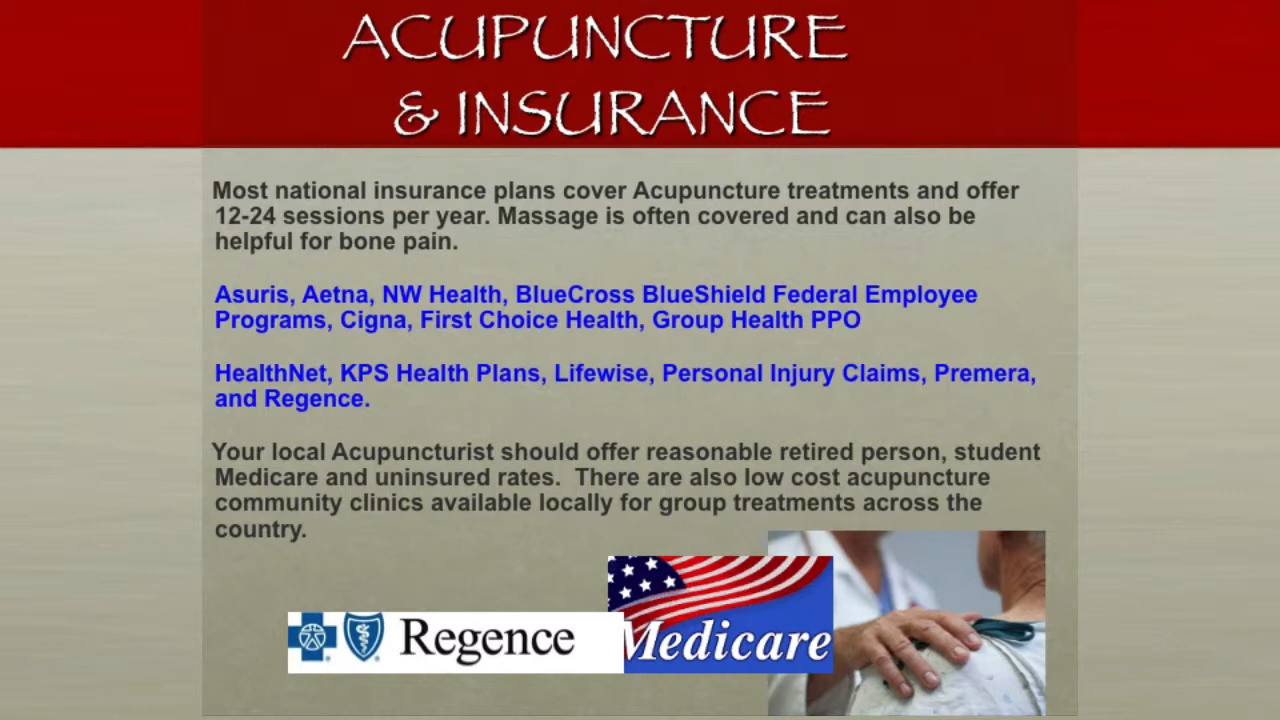 ACUPUNCTURE
& INSURANCE
Most national insurance plans cover Acupuncture treatments and offer
12-24 sessions per year. Massage is often covered and can also be
helpful for bone pain.
Asuris, Aetna, NW Health, BlueCross BlueShield Federal Employee
Programs, Cigna, First Choice Health, Group Health PPO
HealthNet, KPS Health Plans, Lifewise, Personal Injury Claims, Premera,
and Regence.
Your local Acupuncturist should offer reasonable retired person, student
Medicare and uninsured rates.  There are also low cost acupuncture
community clinics available locally for group treatments across the
country.
Regence
Medicare